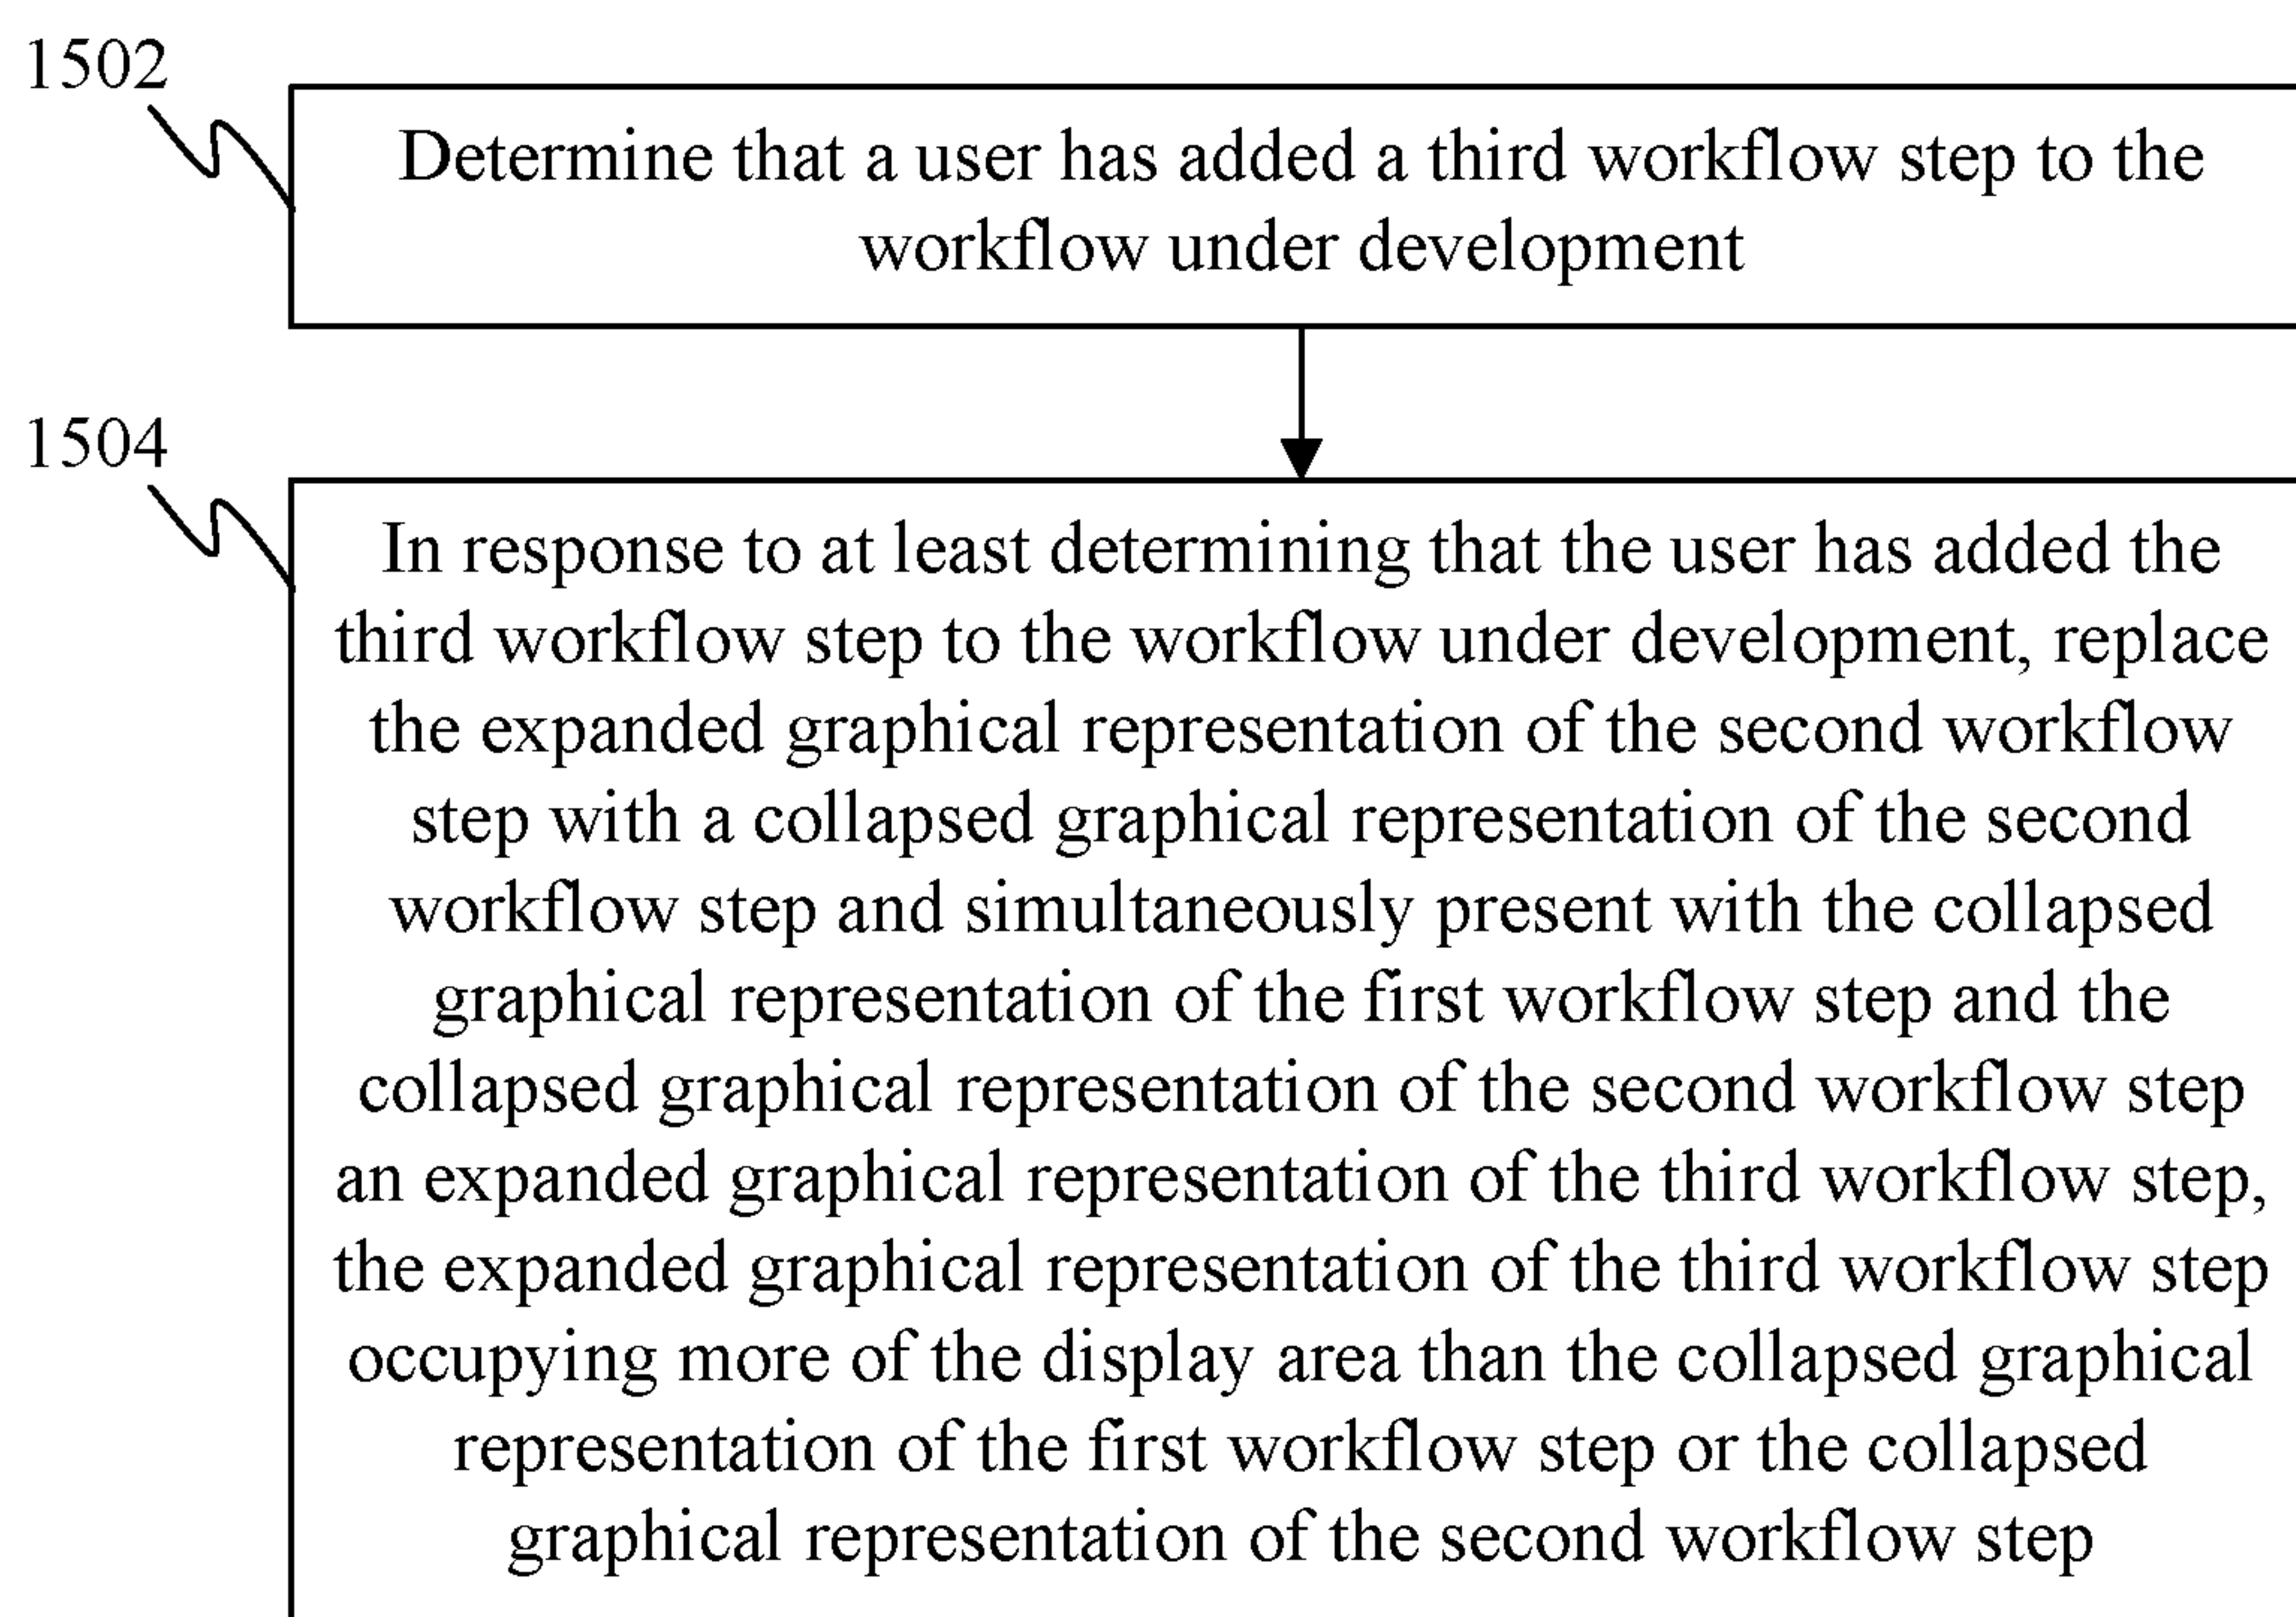 1502
Determine that a user has added a third workflow step to the
workflow under development
1504
In response to at least determining that the user has added the
third workflow step to the workflow under development, replace
the expanded graphical representation of the second workflow
step with a collapsed graphical representation of the second
workflow step and simultaneously present with the collapsed
graphical representation of the first workflow step and the
collapsed graphical representation of the second workflow step
an expanded graphical representation of the third workflow step,
the expanded graphical representation of the third workflow step
occupying more of the display area than the collapsed graphical
representation of the first workflow step or the collapsed
graphical representation of the second workflow step